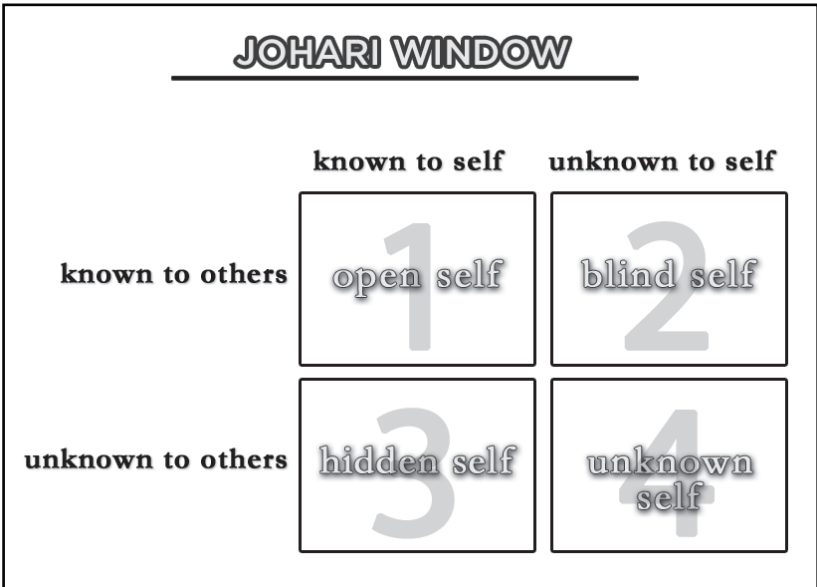 JOHARI WINDOW
known to self unknown to self
known to others
1
open self
2
blind self
unknown to others
3
hidden self
4
unknown
self